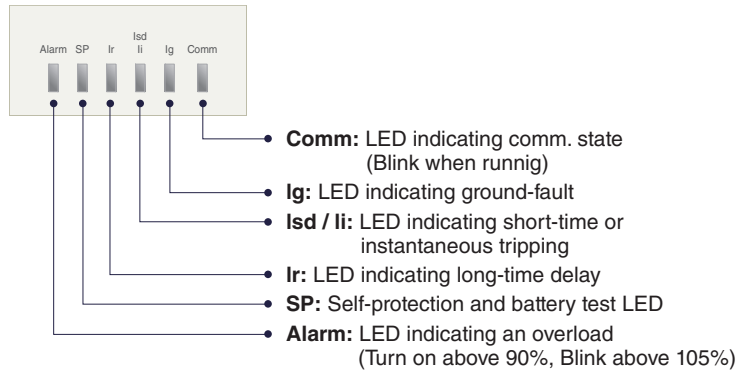 Isd
Alarm SP Ir Ii Ig Comm
Comm: LED indicating comm. state
(Blink when runnig)
Ig: LED indicating ground-fault
Isd / Ii: LED indicating short-time or
instantaneous tripping
Ir: LED indicating long-time delay
SP: Self-protection and battery test LED
Alarm: LED indicating an overload
(Turn on above 90%, Blink above 105%)